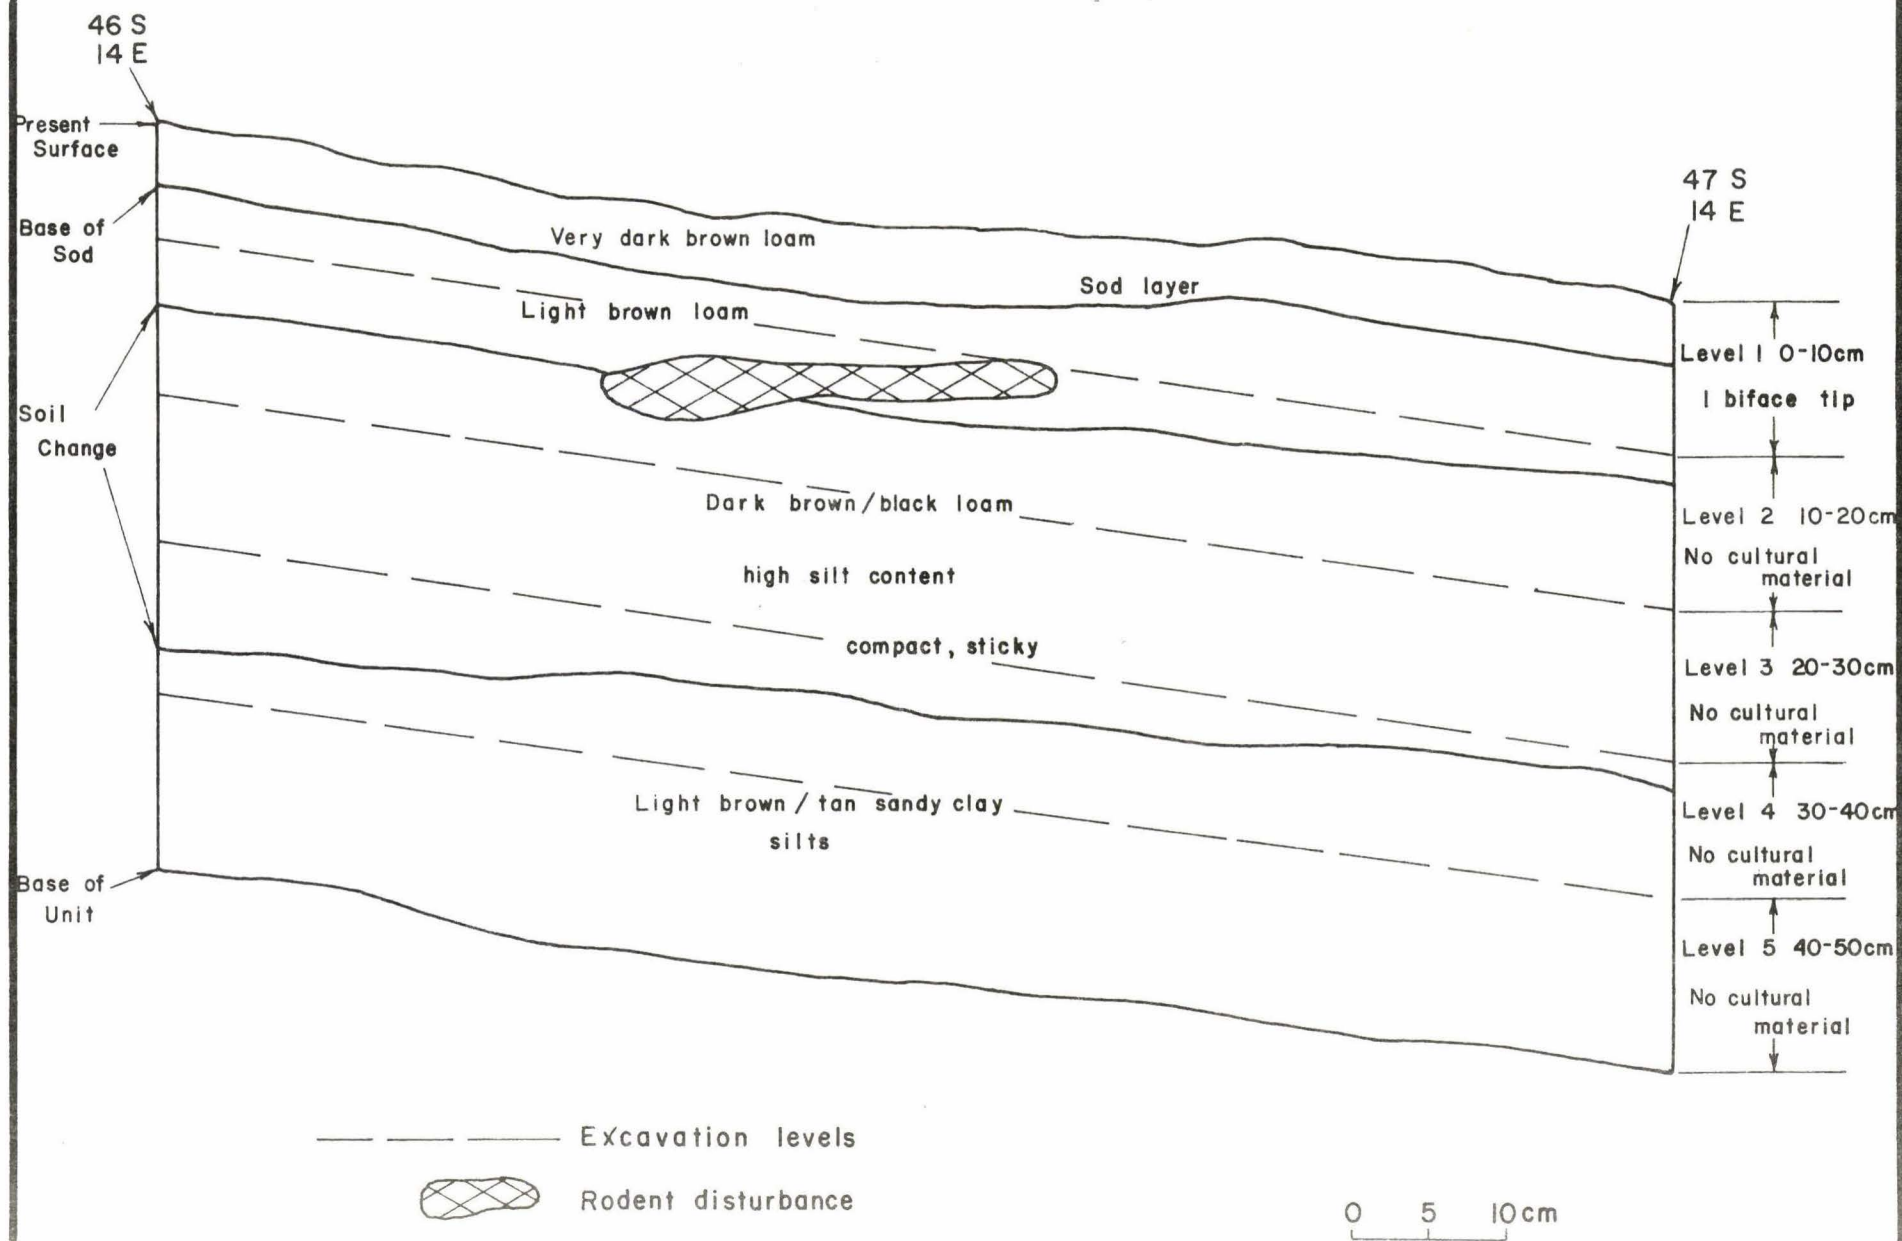 46 S
14 E
Present
Surface
Base of
Sod
Soil
Change
Base of
Unit
Very dark brown loam
Sod layer
Light brown loam
Dark brown/black loam
high silt content
compact, sticky
Light brown / tan sandy clay
silts
47 S
14 E
Level 1 0-10cm
1 biface tip
Level 2 10-20cm
No cultural
material
Level 3 20-30cm
No cultural
material
Level 4 30-40cm
No cultural
material
Level 5 40-50cm
No cultural
material
Excavation levels
Rodent disturbance
0 5 10cm